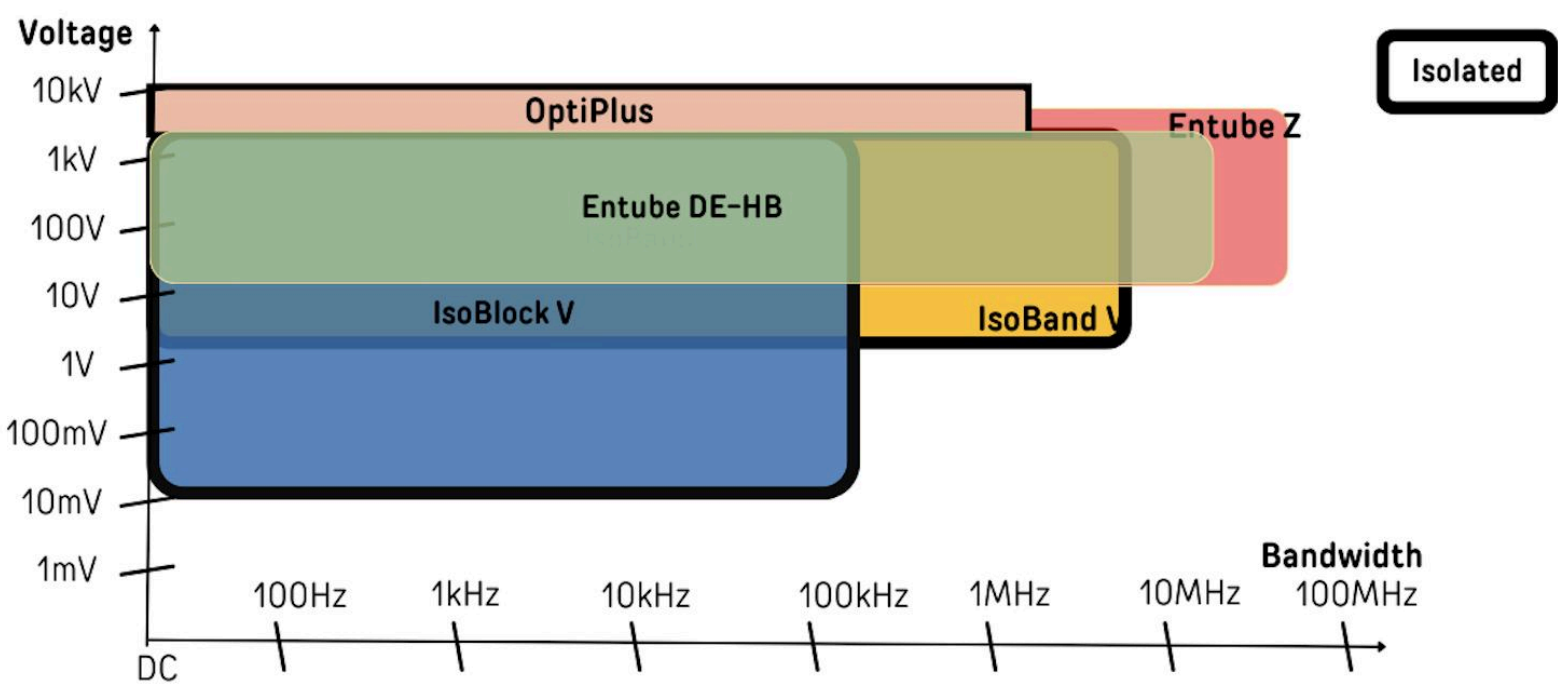 Voltage
Isolated
10kV
OptiPlus
Entube Z
1kV
Entube DE-HB
100V
10V
IsoBlock V
IsoBand V
1V
100mV
10mV
Bandwidth
1mV
100Hz
1kHz
10kHz
100kHz
1MHz
10MHz
100MHz
DC